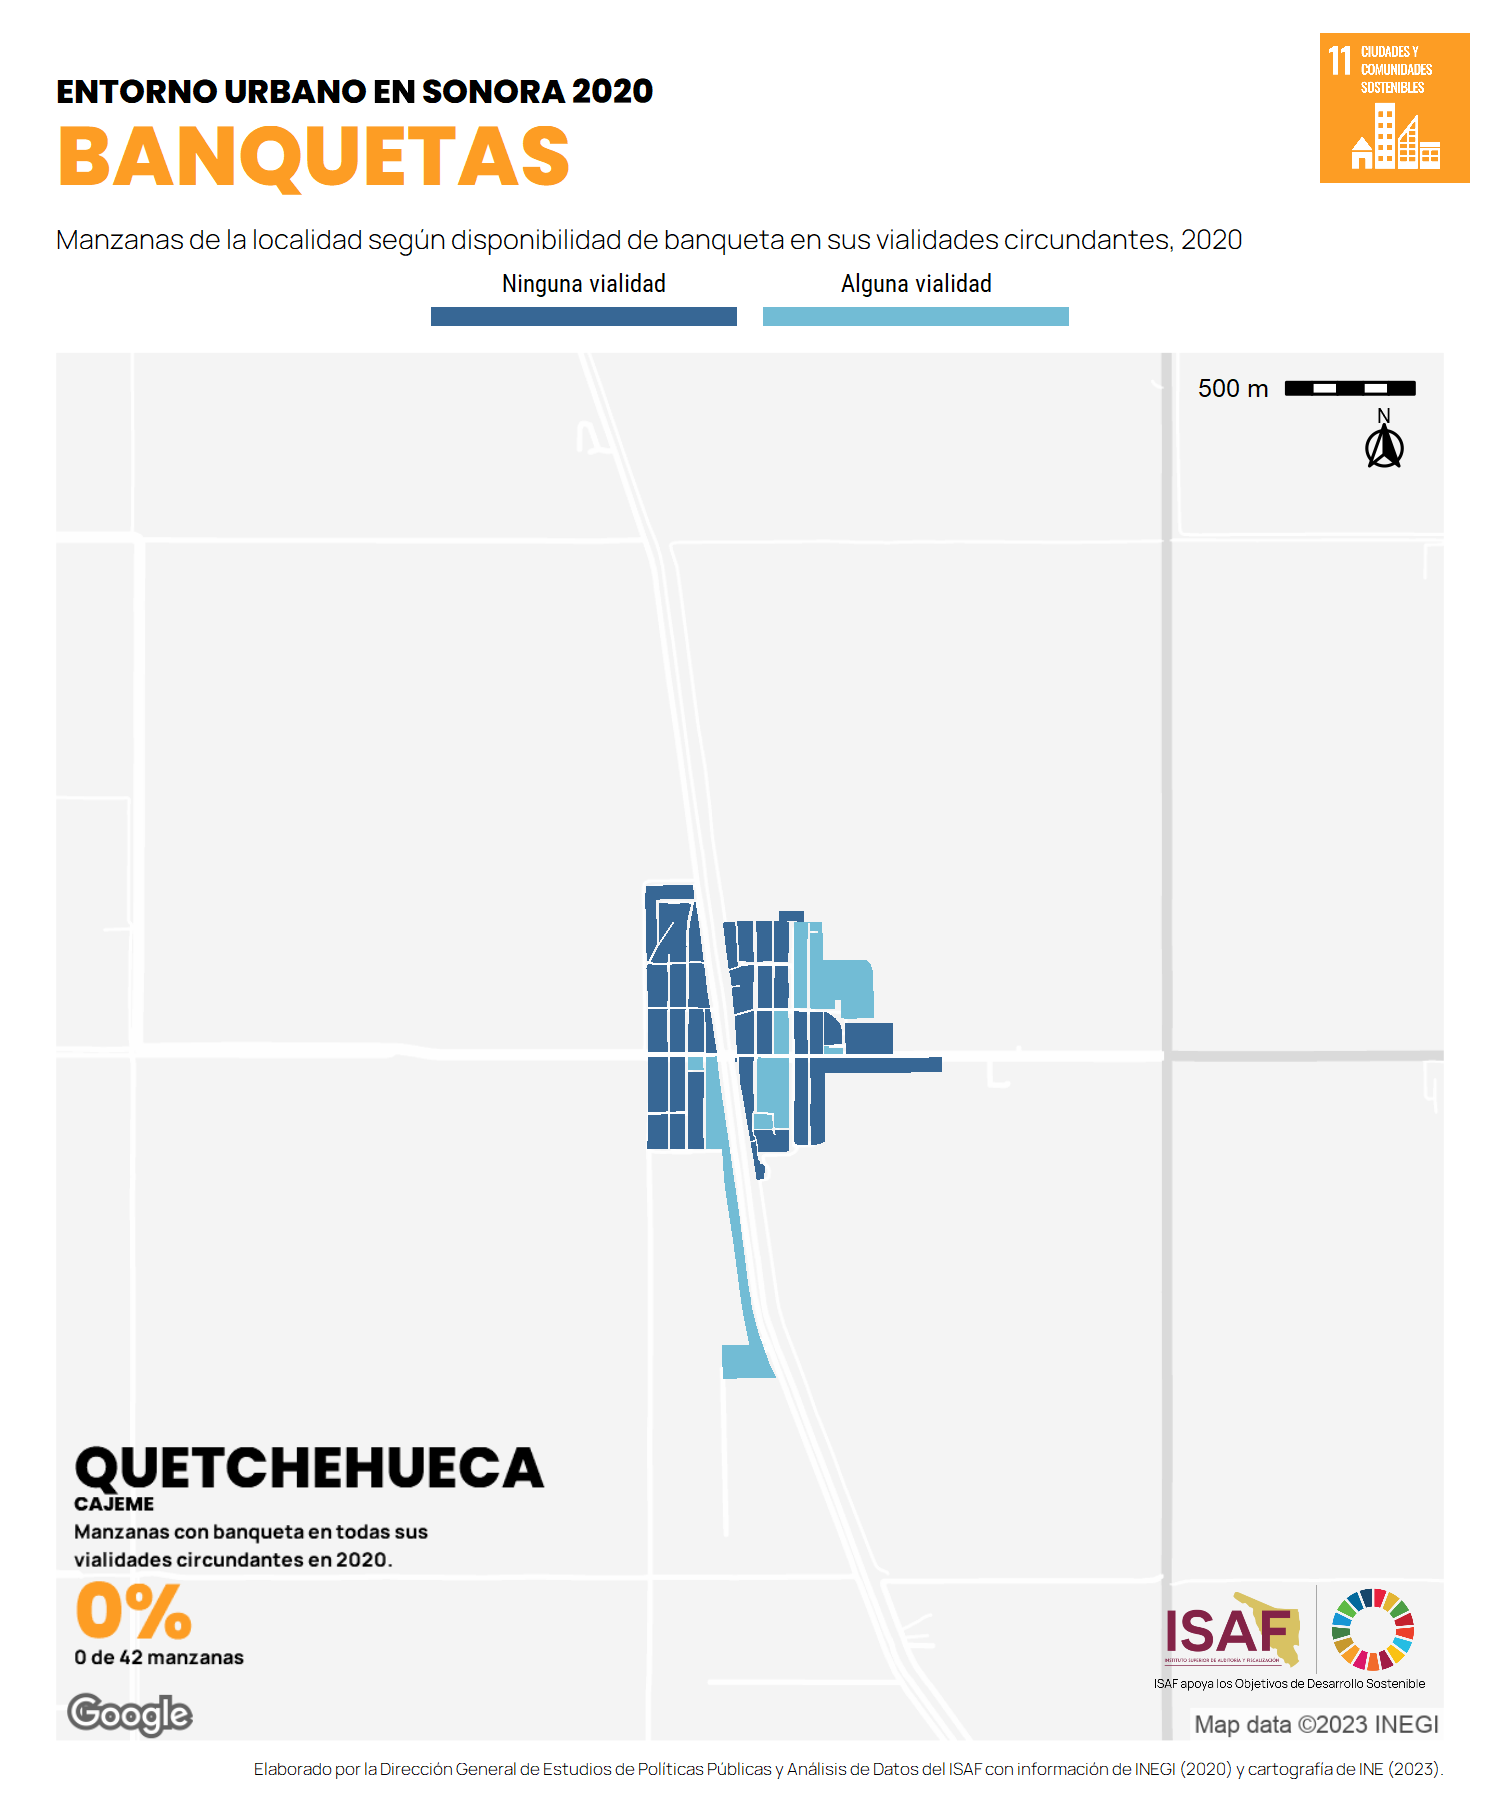 11 CIUDADES Y
COMUNIDADES
SOSTENIBLES
ENTORNO URBANO EN SONORA 2020
BANQUETAS
Manzanas de la localidad según disponibilidad de banqueta en sus vialidades circundantes, 2020
Ninguna vialidad Alguna vialidad
500 m
N
QUETCHEHUECA
CAJEME
Manzanas con banqueta en todas sus
vialidades circundantes en 2020.
0%
0 de 42 manzanas
Google
ISAF
INSTITUTO SUPERIOR DE AUDITORÍA Y FISCALIZACIÓN
ISAF apoya los Objetivos de Desarrollo Sostenible
Map data ©2023 INEGI
Elaborado por la Dirección General de Estudios de Políticas Públicas y Análisis de Datos del ISAF con información de INEGI (2020) y cartografía de INE (2023).